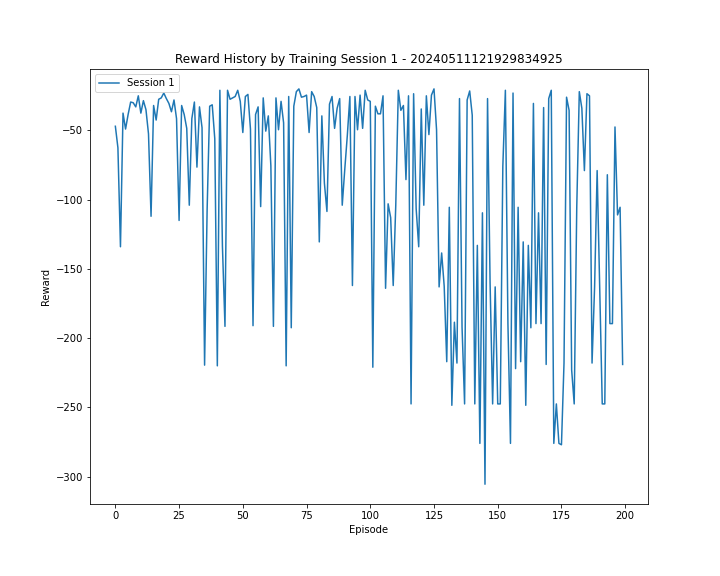 Reward History by Training Session 1 - 20240511121929834925
Session 1
Reward
−50
−100
−150
−200
−250
−300
0 25 50 75 100 125 150 175 200
Episode